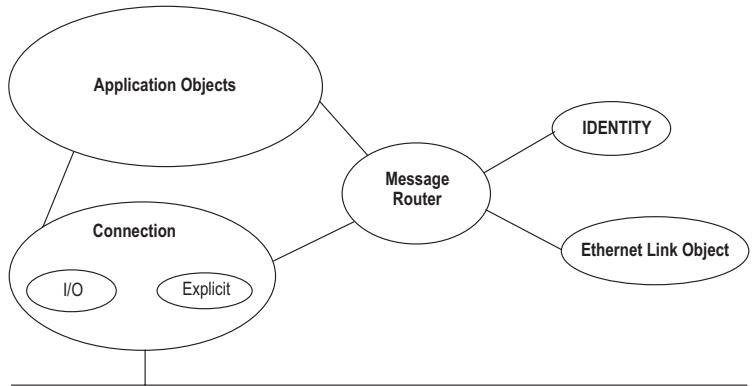 Application Objects
IDENTITY
Message
Router
Connection
Ethernet Link Object
I/O
Explicit